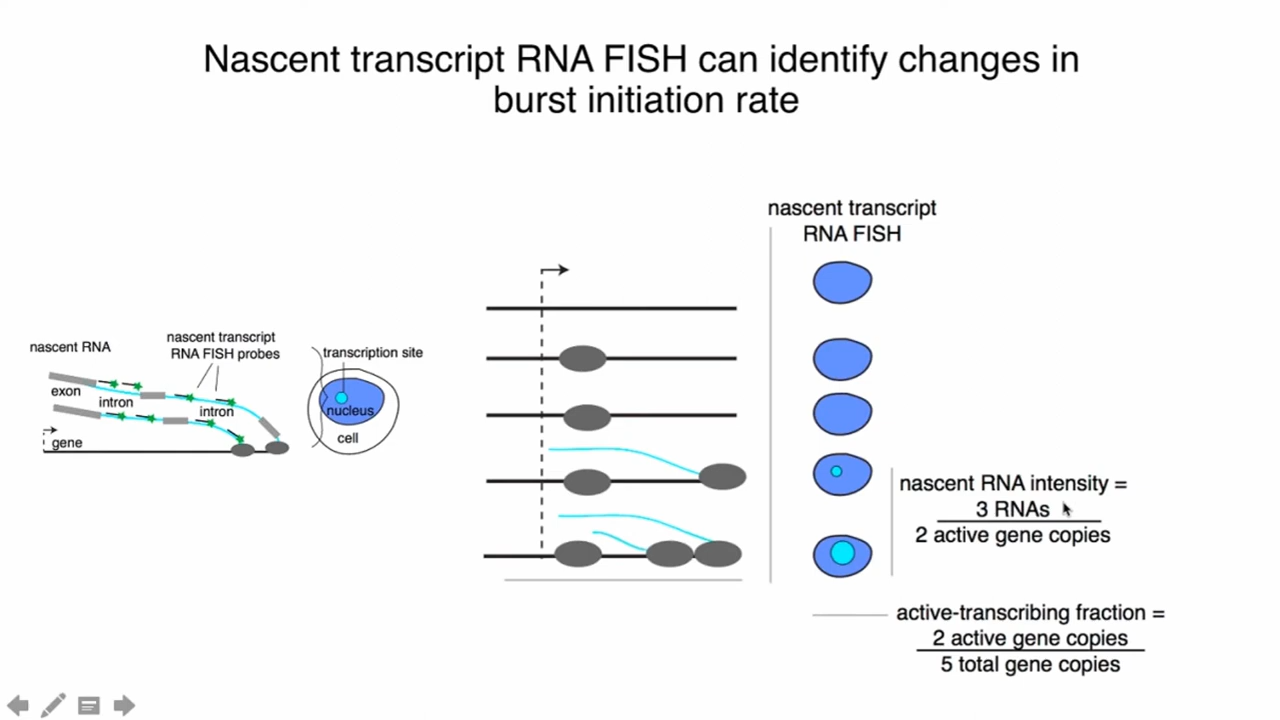 Nascent transcript RNA FISH can identify changes in
burst initiation rate
nascent RNA
nascent transcript
RNA FISH probes
exon
intron
intron
gene
transcription site
nucleus
cell
nascent transcript
RNA FISH
nascent RNA intensity =
3 RNAs
2 active gene copies
active-transcribing fraction =
2 active gene copies
5 total gene copies